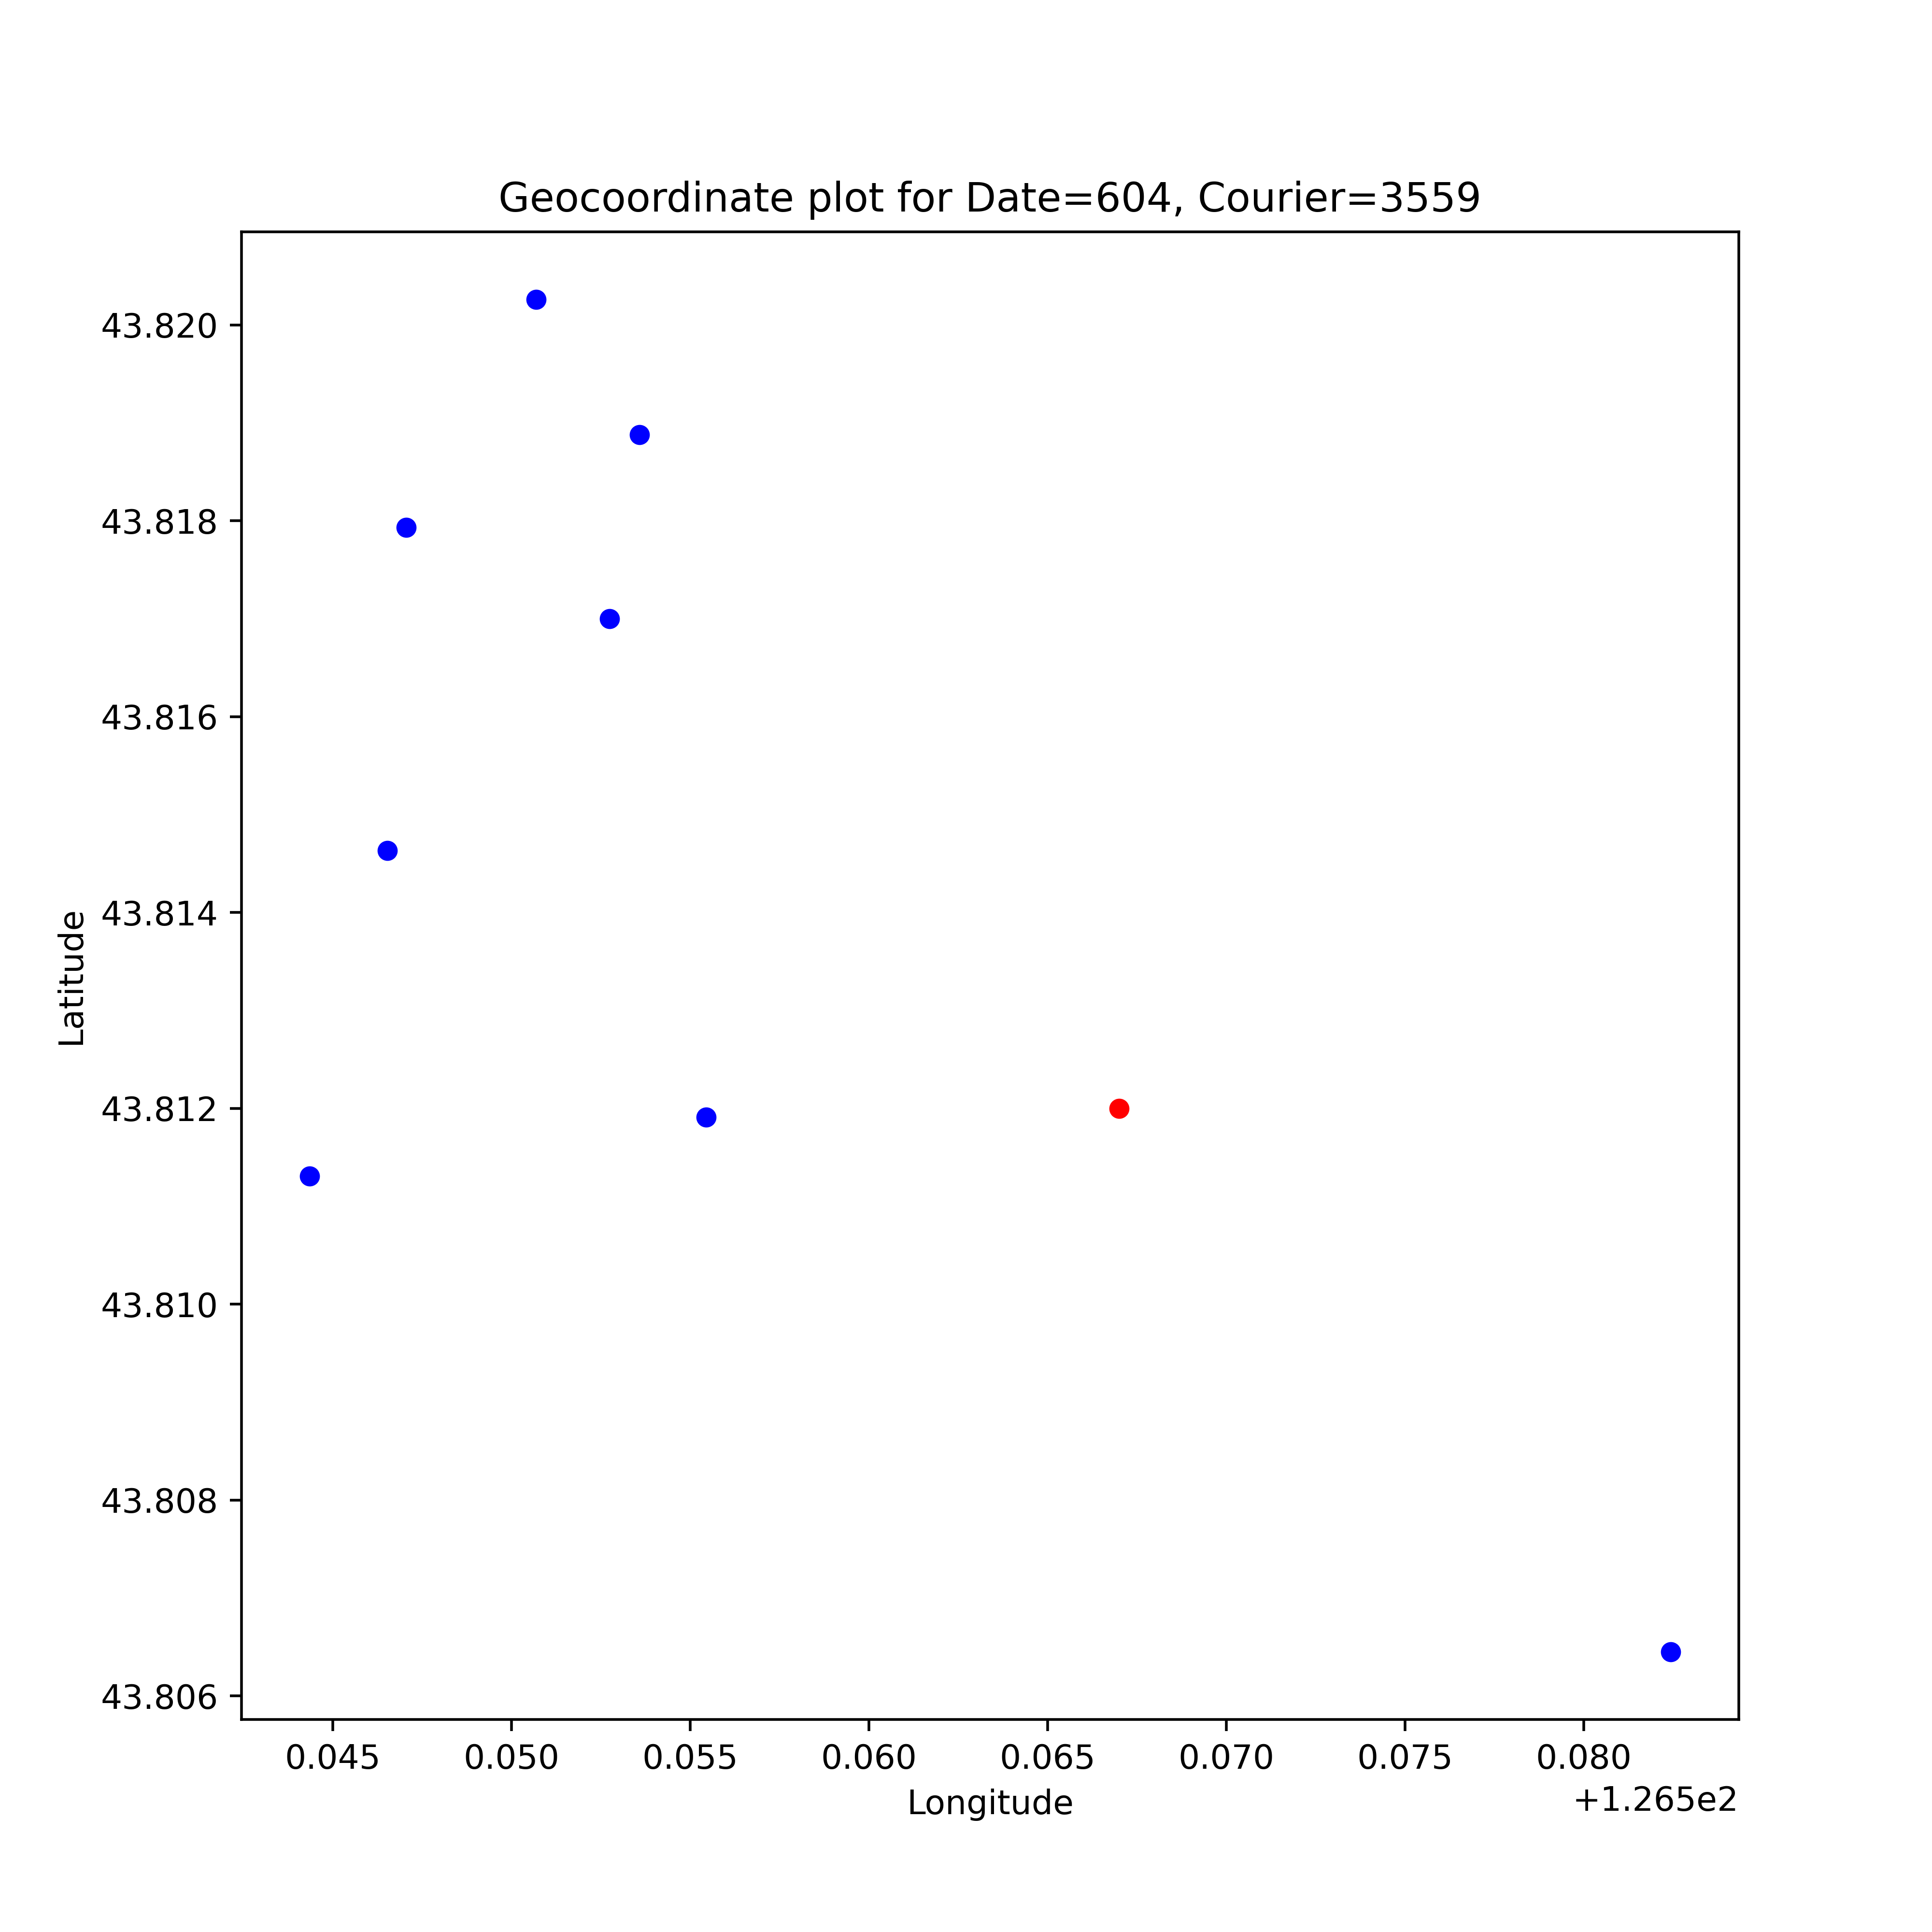 Geocoordinate plot for Date=604, Courier=3559
43.820
43.818
43.816
43.814
43.812
43.810
43.808
43.806
Latitude
0.045 0.050 0.055 0.060 0.065 0.070 0.075 0.080
Longitude
+1.265e2